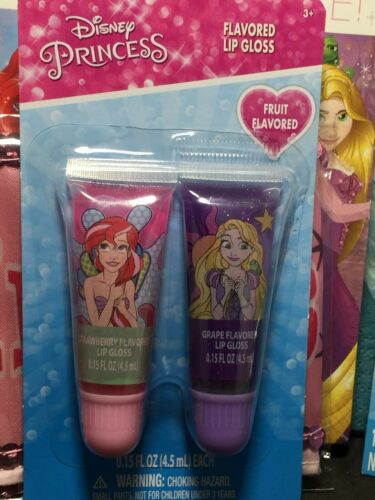 Disney
PRINCESS
FLAVORED
LIP GLOSS
3+
FRUIT
FLAVORED
STRAWBERRY FLAVORED
LIP GLOSS
0.15 FL OZ (4.5 mL)
GRAPE FLAVORED
LIP GLOSS
0.15 FL OZ (4.5 mL)
0.15 FL OZ (4.5 mL) EACH
WARNING: CHOKING HAZARD.
SMALL PARTS. NOT FOR CHILDREN UNDER 3 YEARS